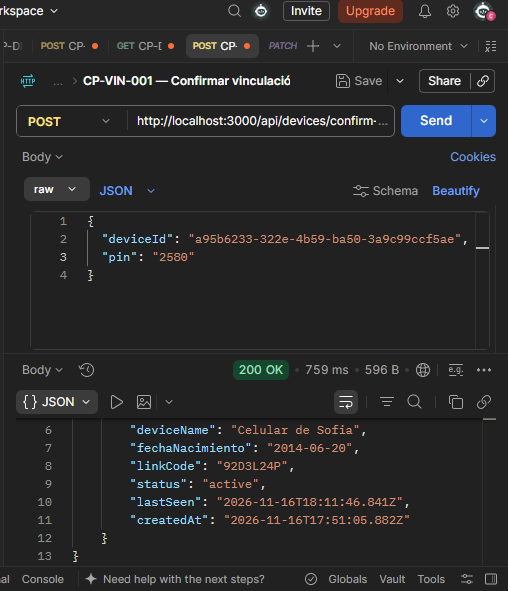 rkspace
Invite
Upgrade
POST CP-
GET CP-
POST CP-
PATCH
No Environment
HTTP
... > CP-VIN-001 — Confirmar vinculació
Save
Share
POST
http://localhost:3000/api/devices/confirm-...
Send
Body
Cookies
raw
JSON
Schema
Beautify
1 {
2 "deviceId": "a95b6233-322e-4b59-ba50-3a9c99ccf5ae",
3 "pin": "2580"
4 }
Body
200 OK • 759 ms • 596 B
e.g.
{} JSON
6 "deviceName": "Celular de Sofia",
7 "fechaNacimiento": "2014-06-20",
8 "linkCode": "92D3L24P",
9 "status": "active",
10 "lastSeen": "2026-11-16T18:11:46.841Z",
11 "createdAt": "2026-11-16T17:51:05.882Z"
12 }
13 }
nal Console Need help with the next steps? Globals Vault Tools